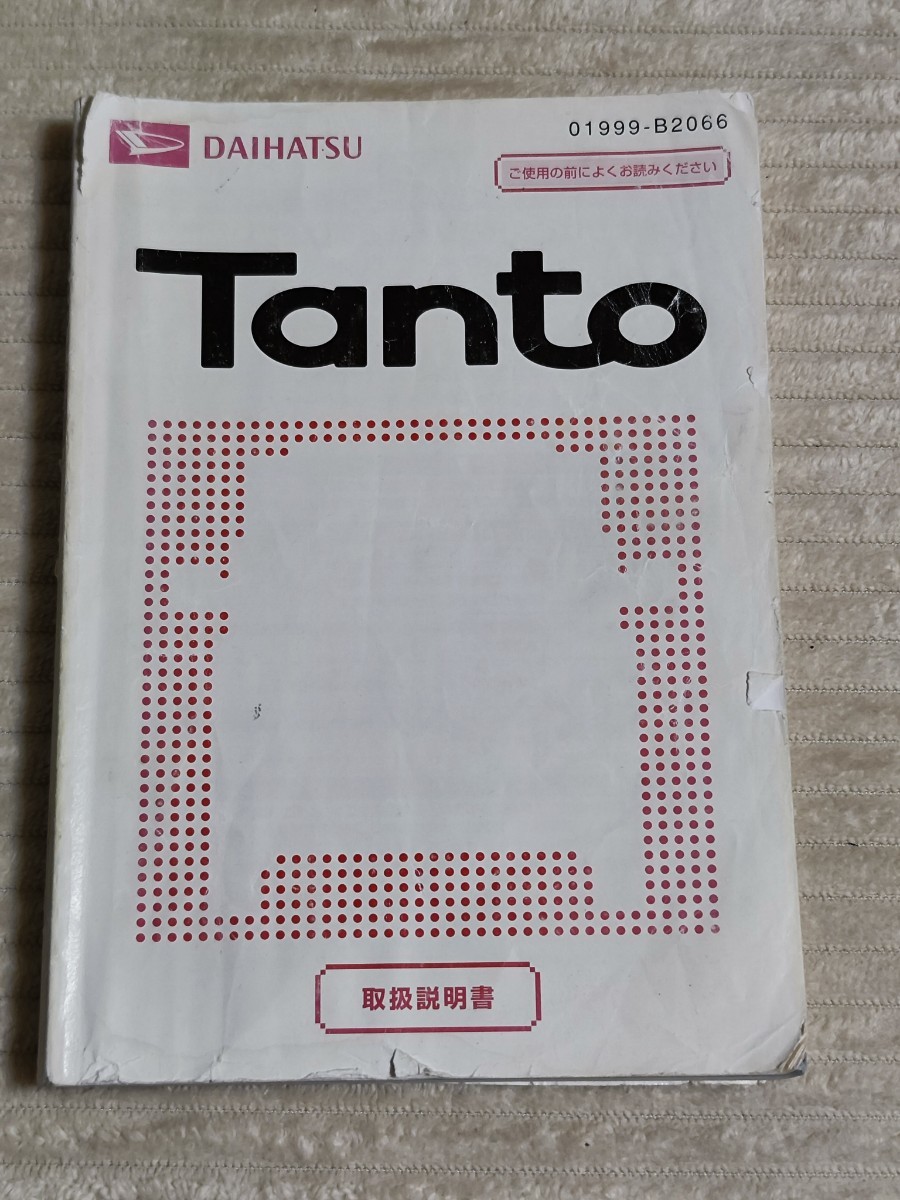 DAIHATSU
01999-B2066
ご使用の前によくお読みください
Tanto
取扱説明書